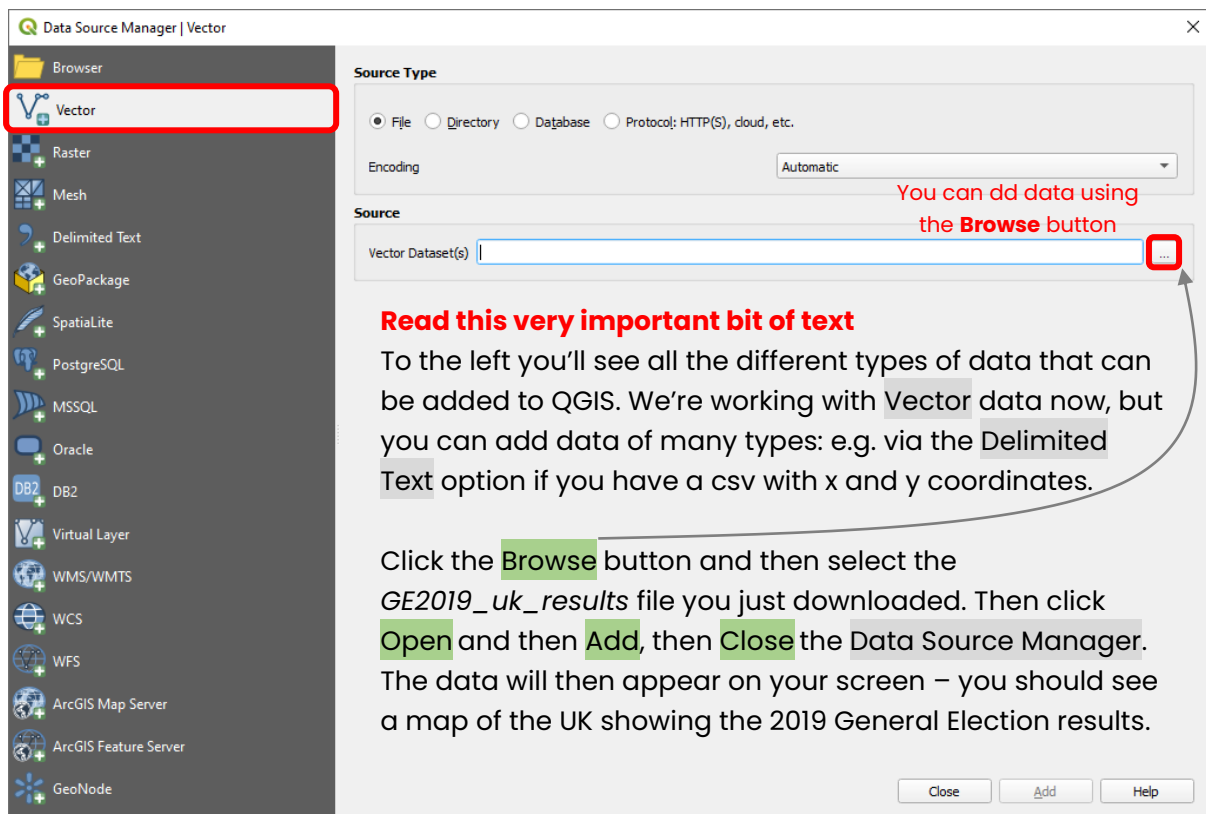 Data Source Manager | Vector
Browser
Vector
Raster
Mesh
Delimited Text
GeoPackage
SpatiaLite
PostgreSQL
MSSQL
Oracle
DB2 DB2
Virtual Layer
WMS/WMTS
WCS
WFS
ArcGIS Map Server
ArcGIS Feature Server
GeoNode
Source Type
File Directory Database Protocol: HTTP(S), cloud, etc.
Encoding Automatic
You can dd data using
the Browse button
Source
Vector Dataset(s) ...
Read this very important bit of text
To the left you'll see all the different types of data that can
be added to QGIS. We're working with Vector data now, but
you can add data of many types: e.g. via the Delimited
Text option if you have a csv with x and y coordinates.
Click the Browse button and then select the
GE2019_uk_results file you just downloaded. Then click
Open and then Add, then Close the Data Source Manager.
The data will then appear on your screen – you should see
a map of the UK showing the 2019 General Election results.
Close Add Help